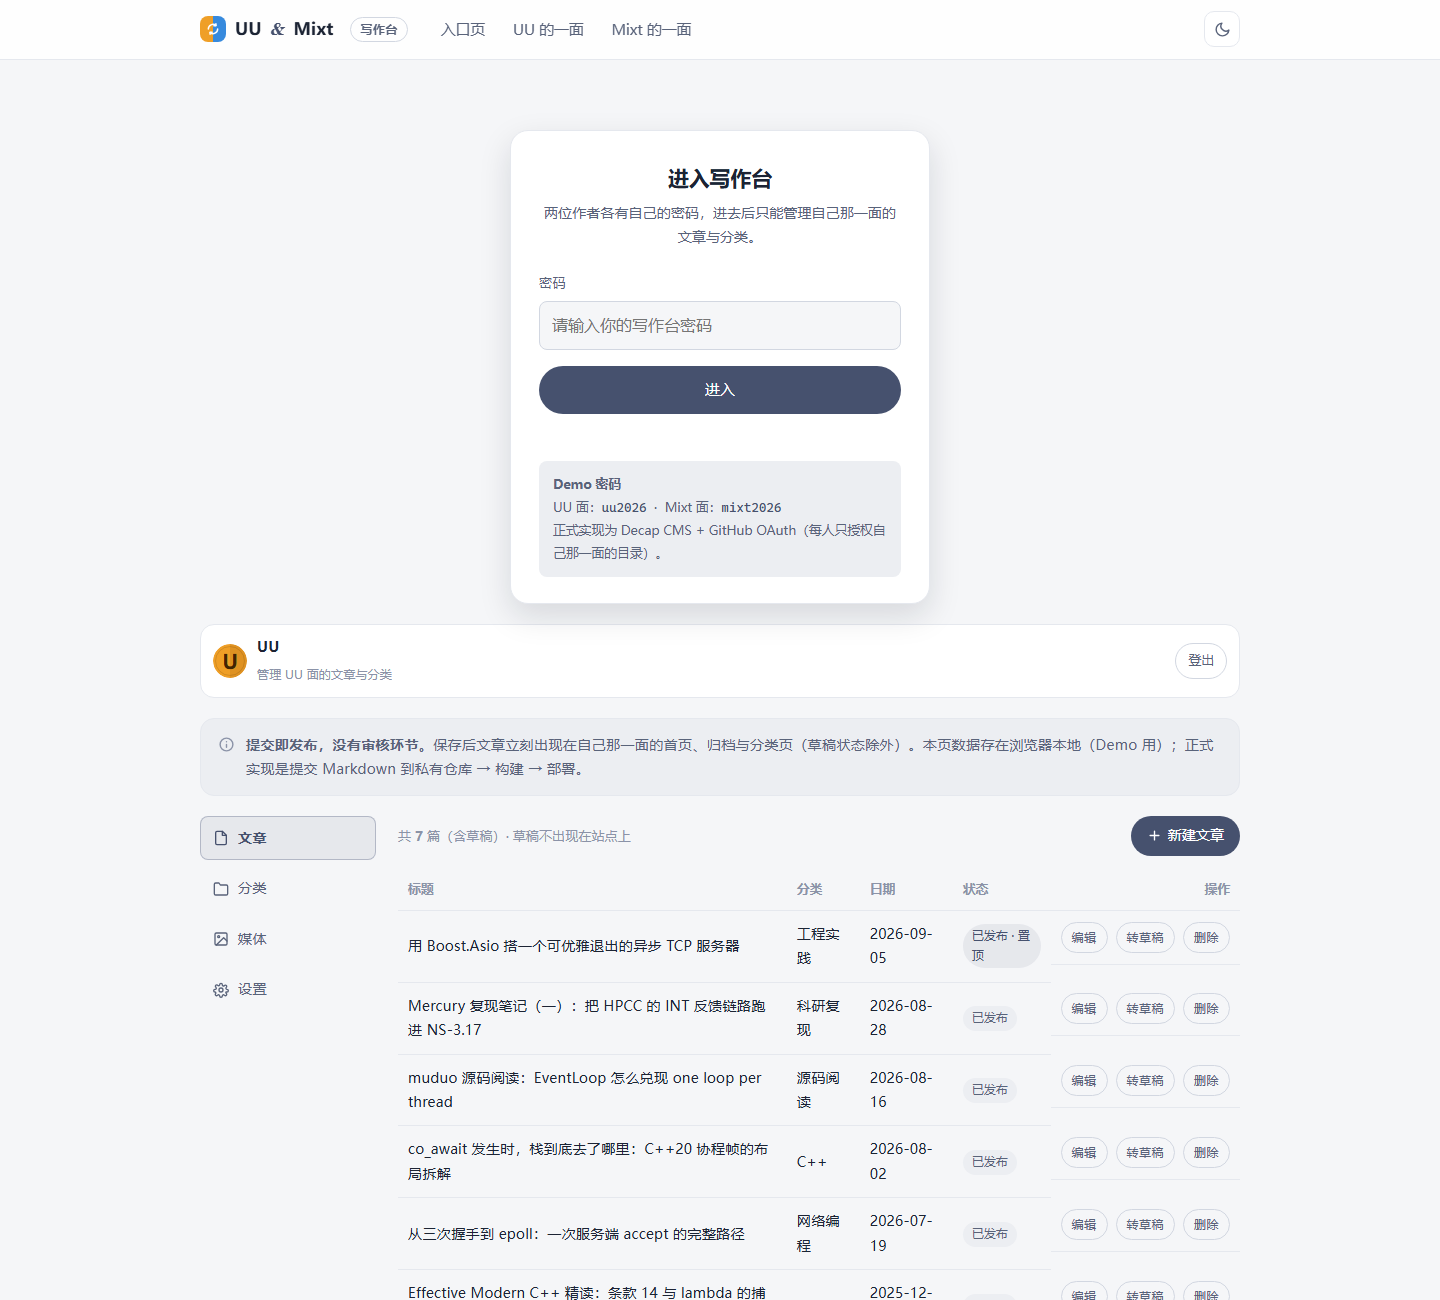 UU & Mixt 写作台 入口页 UU 的一面 Mixt 的一面
进入写作台
两位作者各有自己的密码，进去后只能管理自己那一面的
文章与分类。
密码
请输入你的写作台密码
进入
Demo 密码
UU 面：uu2026 · Mixt 面：mixt2026
正式实现为 Decap CMS + GitHub OAuth（每人只授权自
己那一面的目录）。
U
UU
管理 UU 面的文章与分类
登出
提交即发布，没有审核环节。保存后文章立刻出现在自己那一面的首页、归档与分类页（草稿状态除外）。本页数据存在浏览器本地（Demo 用）；正式
实现是提交 Markdown 到私有仓库 → 构建 → 部署。
文章
分类
媒体
设置
共 7 篇（含草稿）· 草稿不出现在站点上
+ 新建文章
标题 分类 日期 状态 操作
用 Boost.Asio 搭一个可优雅退出的异步 TCP 服务器
工程实
践
2026-09-
05
已发布 · 置
顶
编辑 转草稿 删除
Mercury 复现笔记（一）：把 HPCC 的 INT 反馈链路跑
进 NS-3.17
科研复
现
2026-08-
28
已发布
编辑 转草稿 删除
muduo 源码阅读：EventLoop 怎么兑现 one loop per
thread
源码阅
读
2026-08-
16
已发布
编辑 转草稿 删除
co_await 发生时，栈到底去了哪里：C++20 协程帧的布
局拆解
C++
2026-08-
02
已发布
编辑 转草稿 删除
从三次握手到 epoll：一次服务端 accept 的完整路径
网络编
程
2026-07-
19
已发布
编辑 转草稿 删除
Effective Modern C++ 精读：条款 14 与 lambda 的捕
2025-12-
编辑 转草稿 删除